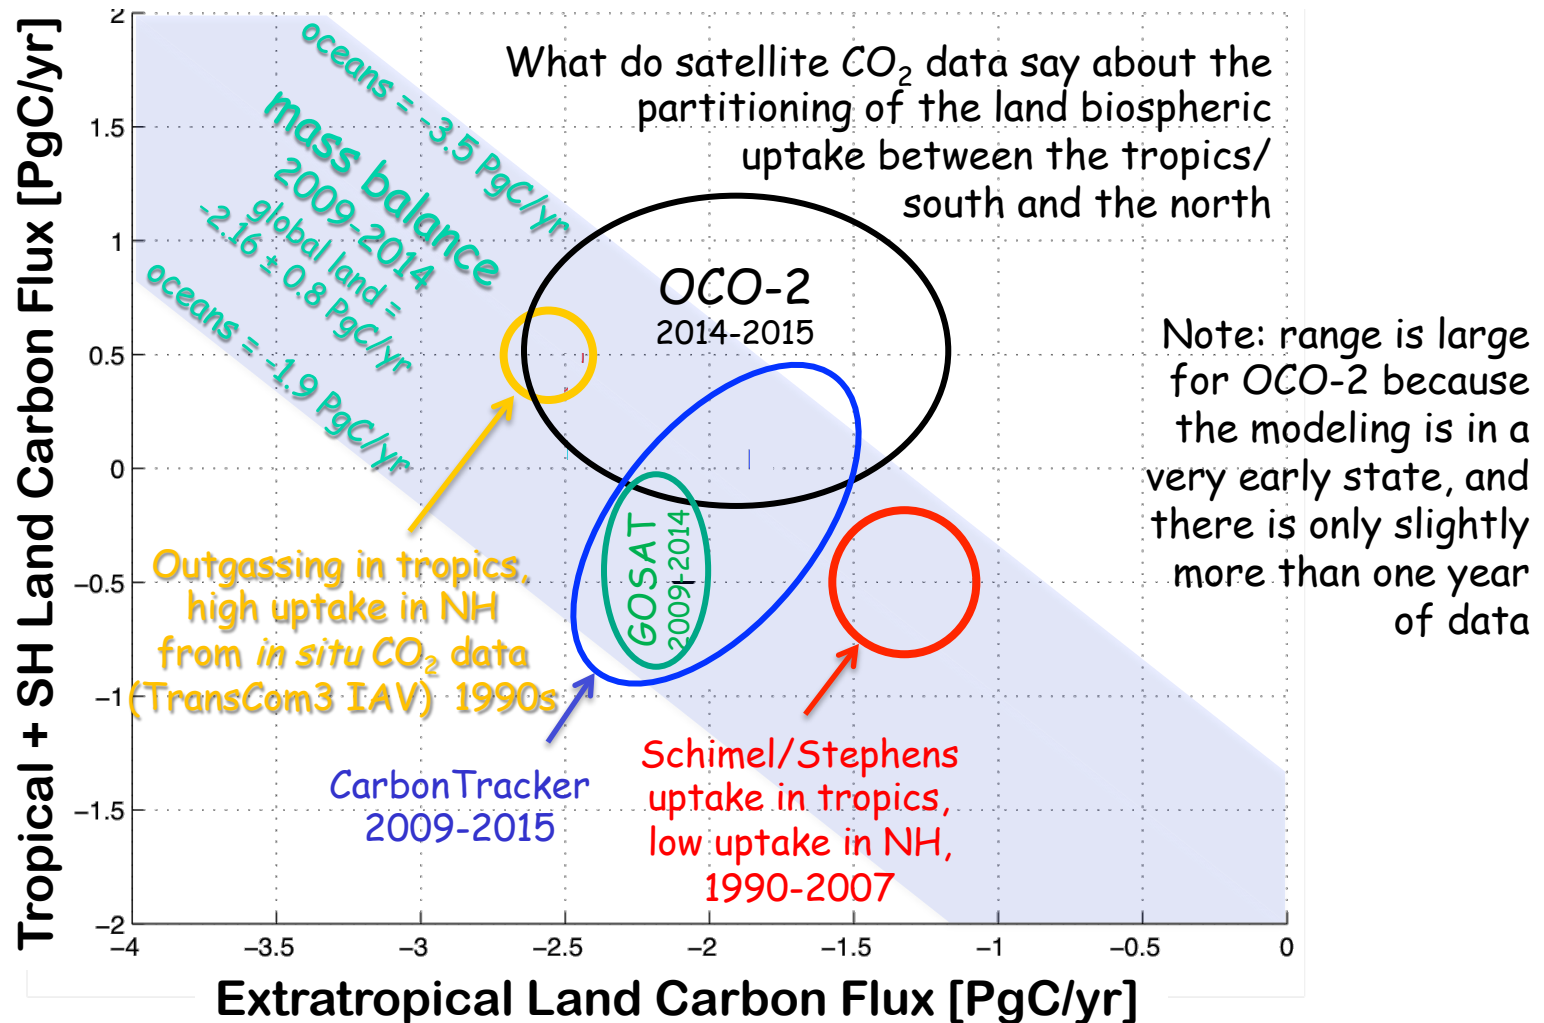 What do satellite CO₂ data say about the
partitioning of the land biospheric
uptake between the tropics/
south and the north
oceans = -3.5 PgC/yr
mass balance
2009-2014
global land =
-2.16 ± 0.8 PgC/yr
oceans = -1.9 PgC/yr
OCO-2
2014-2015
Note: range is large
for OCO-2 because
the modeling is in a
very early state, and
there is only slightly
more than one year
of data
GOSAT
2009-2014
Outgassing in tropics,
high uptake in NH
from in situ CO₂ data
(TransCom3 IAV) 1990s
CarbonTracker
2009-2015
Schimel/Stephens
uptake in tropics,
low uptake in NH,
1990-2007
Tropical + SH Land Carbon Flux [PgC/yr]
2
1.5
1
0.5
0
−0.5
−1
−1.5
−2
−4
−3.5
−3
−2.5
−2
−1.5
−1
−0.5
0
Extratropical Land Carbon Flux [PgC/yr]